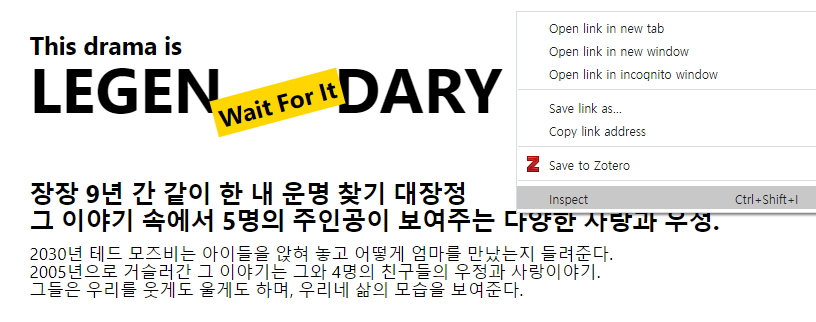 This drama is
LEGEN Wait For It DARY
장장 9년 간 같이 한 내 운명 찾기 대장정
그 이야기 속에서 5명의 주인공이 보여주는 다양한 사랑과 우정.
2030년 테드 모즈비는 아이들을 앉혀 놓고 어떻게 엄마를 만났는지 들려준다.
2005년으로 거슬러간 그 이야기는 그와 4명의 친구들의 우정과 사랑이야기.
그들은 우리를 웃게도 울게도 하며, 우리네 삶의 모습을 보여준다.
Open link in new tab
Open link in new window
Open link in incognito window
Save link as...
Copy link address
Save to Zotero
Inspect Ctrl+Shift+I